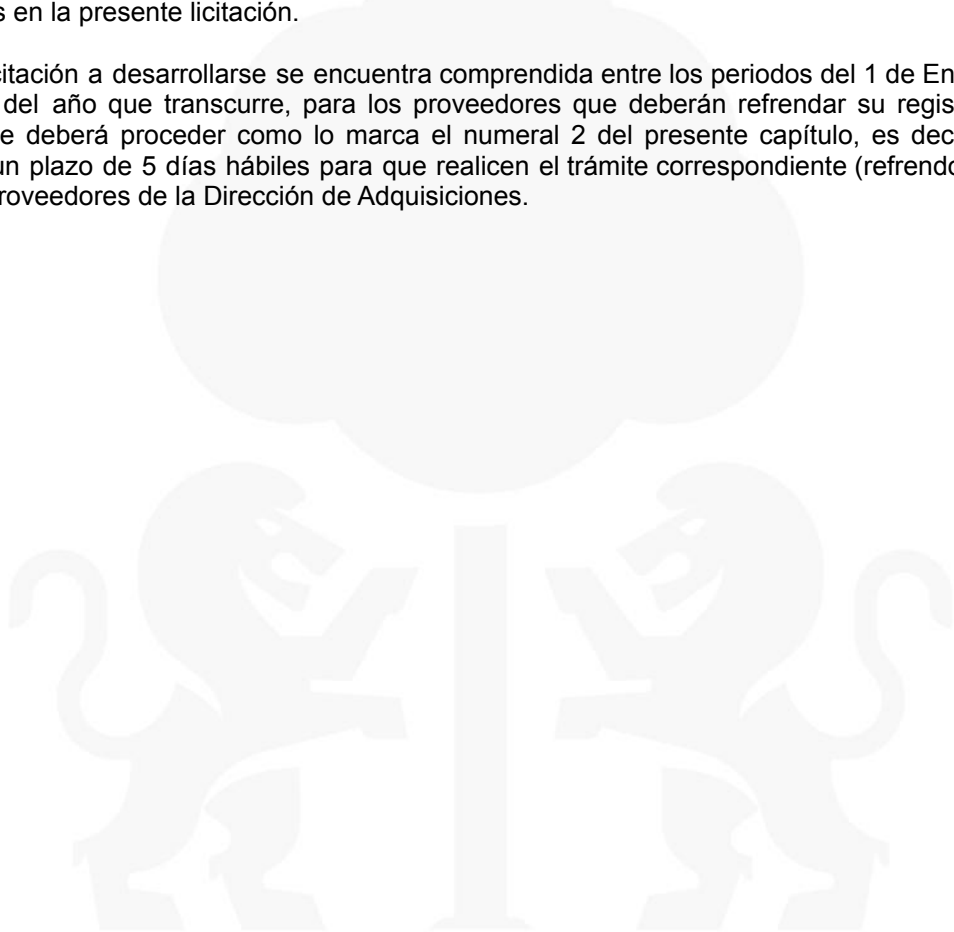 s en la presente licitación.
citación a desarrollarse se encuentra comprendida entre los periodos del 1 de En
del año que transcurre, para los proveedores que deberán refrendar su regis
e deberá proceder como lo marca el numeral 2 del presente capítulo, es dec
un plazo de 5 días hábiles para que realicen el trámite correspondiente (refrendo
roveedores de la Dirección de Adquisiciones.